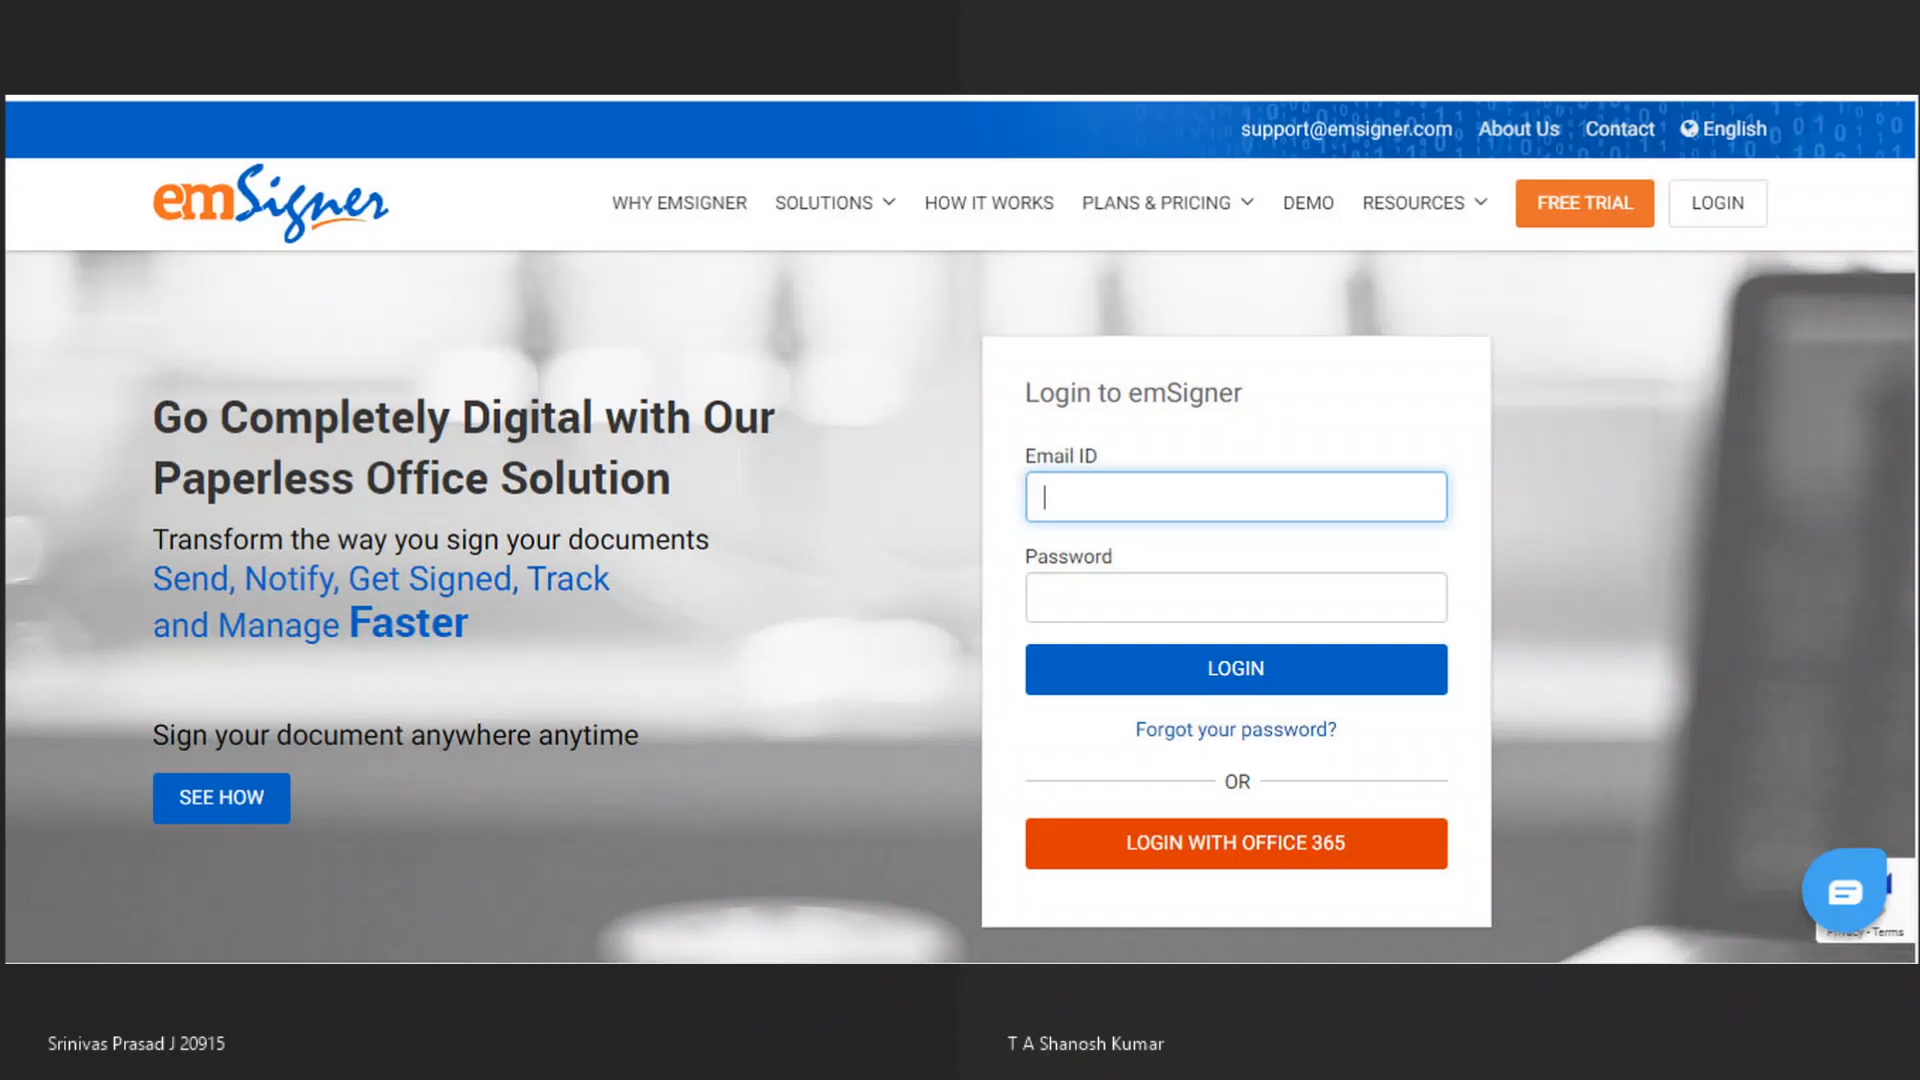 support@emsigner.com About Us Contact English
emSigner WHY EMSIGNER SOLUTIONS HOW IT WORKS PLANS & PRICING DEMO RESOURCES FREE TRIAL LOGIN
Go Completely Digital with Our
Paperless Office Solution
Transform the way you sign your documents
Send, Notify, Get Signed, Track
and Manage Faster
Sign your document anywhere anytime
SEE HOW
Login to emSigner
Email ID
Password
LOGIN
Forgot your password?
OR
LOGIN WITH OFFICE 365
Privacy - Terms
Srinivas Prasad J 20915
T A Shanosh Kumar